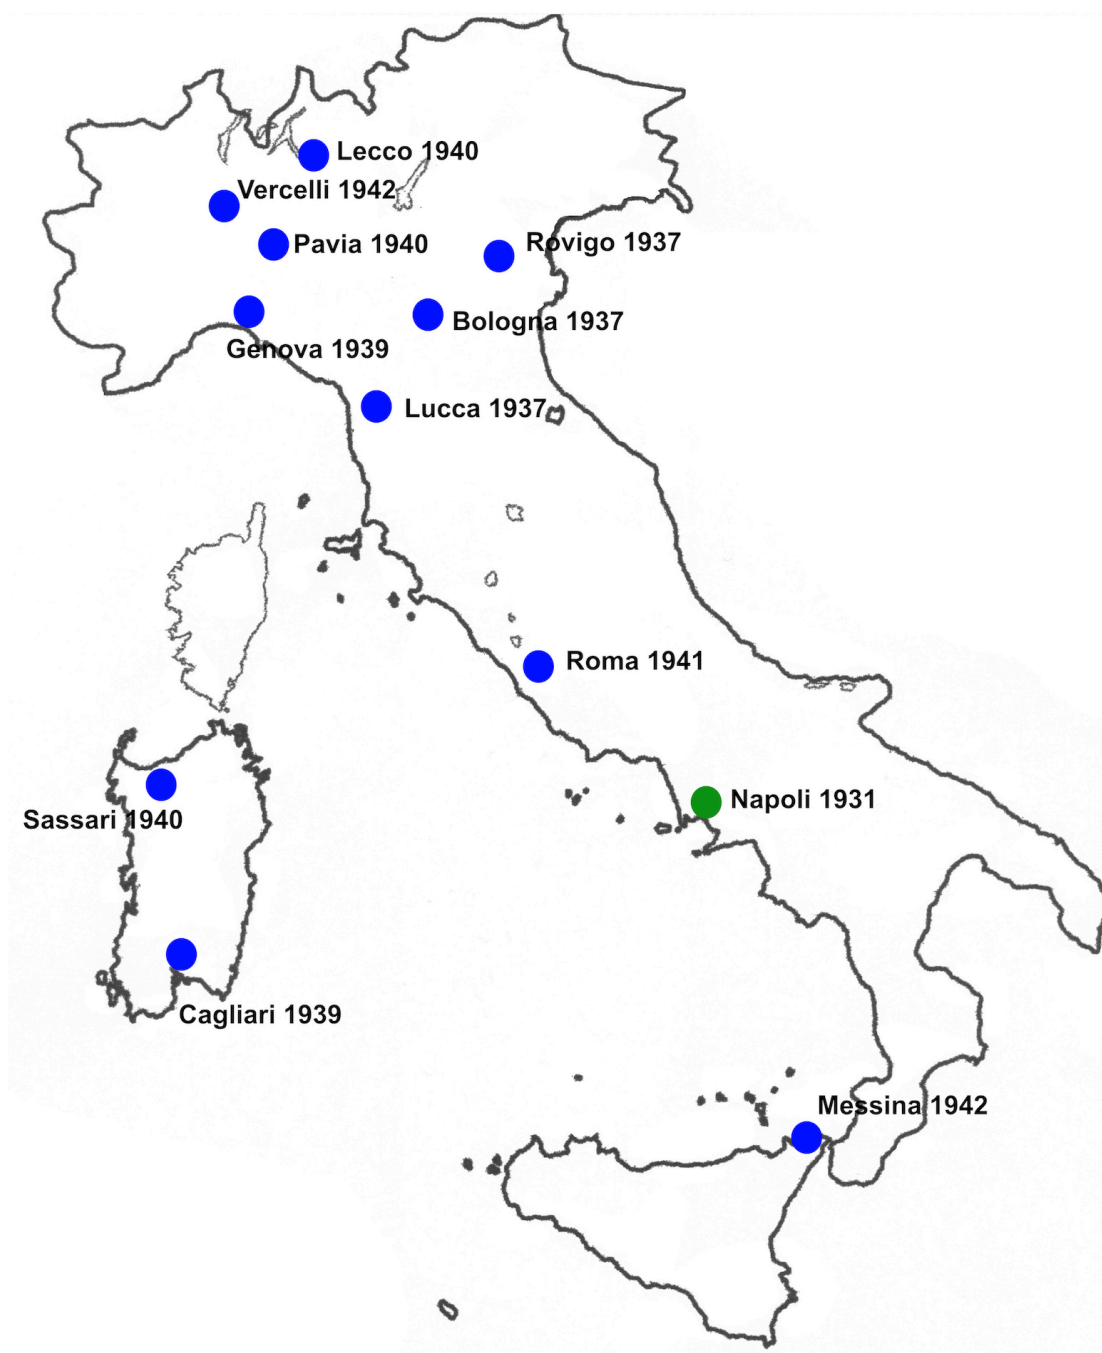 Lecco 1940
Vercelli 1942
Pavia 1940
Rovigo 1937
Bologna 1937
Genova 1939
Lucca 1937
Roma 1941
Napoli 1931
Sassari 1940
Cagliari 1939
Messina 1942